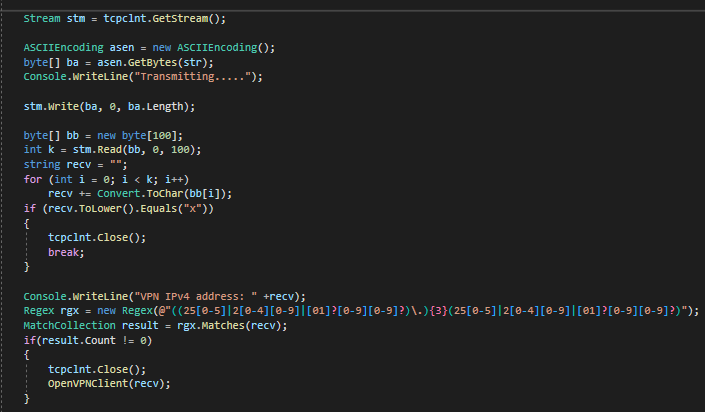 Stream stm = tcpclnt.GetStream();
ASCIIEncoding asen = new ASCIIEncoding();
byte[] ba = asen.GetBytes(str);
Console.WriteLine("Transmitting.....");
stm.Write(ba, 0, ba.Length);
byte[] bb = new byte[100];
int k = stm.Read(bb, 0, 100);
string recv = "";
for (int i = 0; i < k; i++)
recv += Convert.ToChar(bb[i]);
if (recv.ToLower().Equals("x"))
{
tcpclnt.Close();
break;
}
Console.WriteLine("VPN IPv4 address: " +recv);
Regex rgx = new Regex(@"((25[0-5]|2[0-4][0-9]|[01]?[0-9][0-9]?)\.){3}(25[0-5]|2[0-4][0-9]|[01]?[0-9][0-9]?)");
MatchCollection result = rgx.Matches(recv);
if(result.Count != 0)
{
tcpclnt.Close();
OpenVPNClient(recv);
}